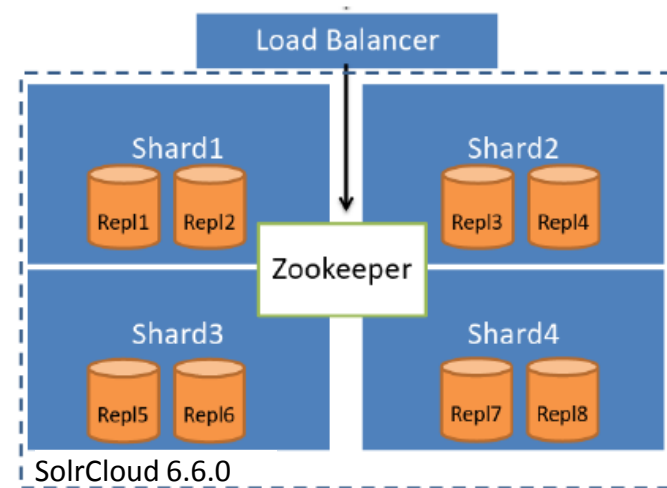 Load Balancer
Shard1
Repl1 Repl2
Shard2
Repl3 Repl4
Zookeeper
Shard3
Repl5 Repl6
Shard4
Repl7 Repl8
SolrCloud 6.6.0